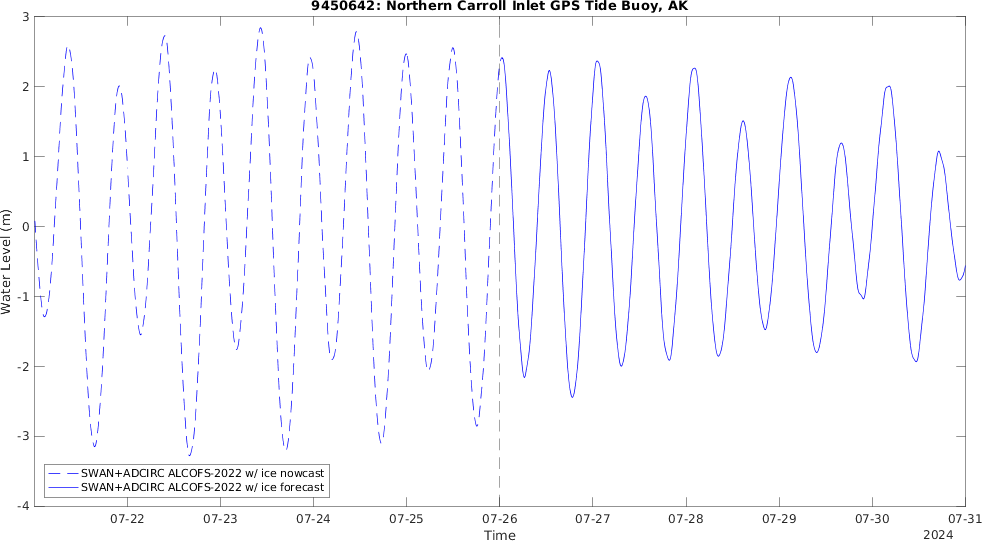 9450642: Northern Carroll Inlet GPS Tide Buoy, AK
Water Level (m)
3
2
1
0
-1
-2
-3
-4
SWAN+ADCIRC ALCOFS-2022 w/ ice nowcast
SWAN+ADCIRC ALCOFS-2022 w/ ice forecast
07-22 07-23 07-24 07-25 07-26 07-27 07-28 07-29 07-30 07-31
Time
2024